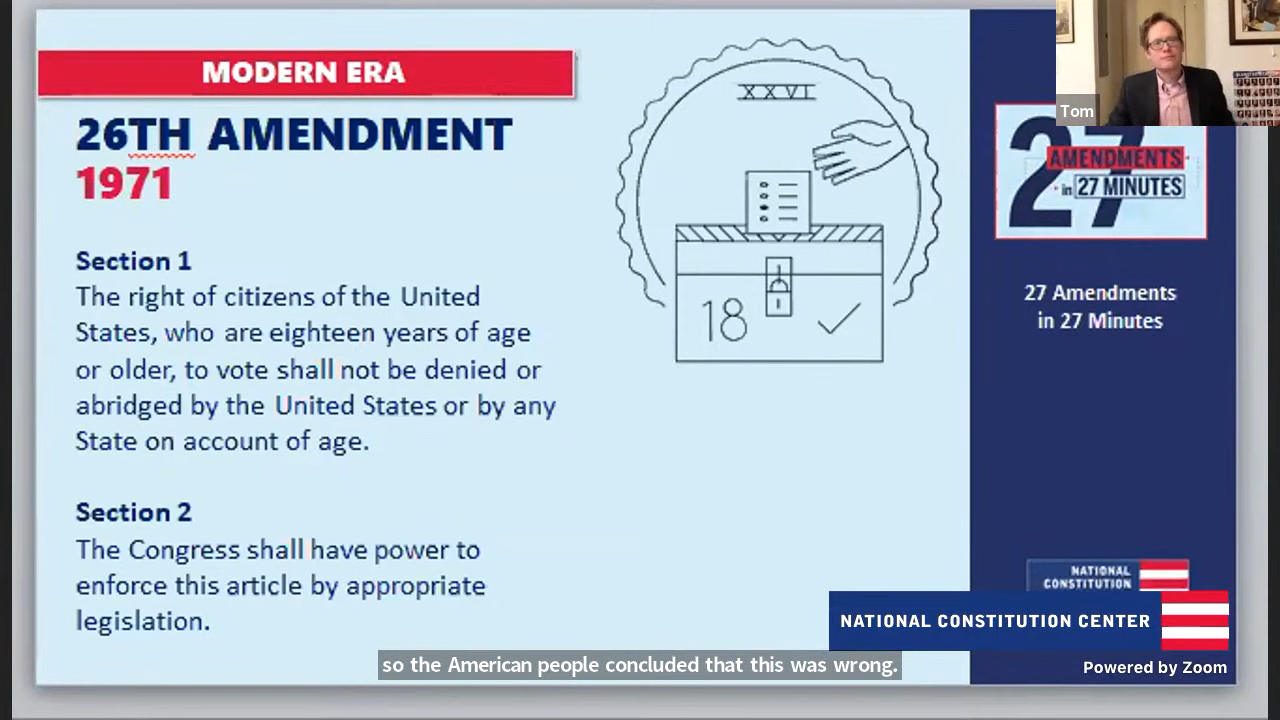 MODERN ERA
26TH AMENDMENT
1971
Section 1
The right of citizens of the United
States, who are eighteen years of age
or older, to vote shall not be denied or
abridged by the United States or by any
State on account of age.
Section 2
The Congress shall have power to
enforce this article by appropriate
legislation.
XXVI
18
Tom
27
AMENDMENTS
in 27 MINUTES
27 Amendments
in 27 Minutes
NATIONAL
CONSTITUTION
NATIONAL CONSTITUTION CENTER
so the American people concluded that this was wrong.
Powered by Zoom